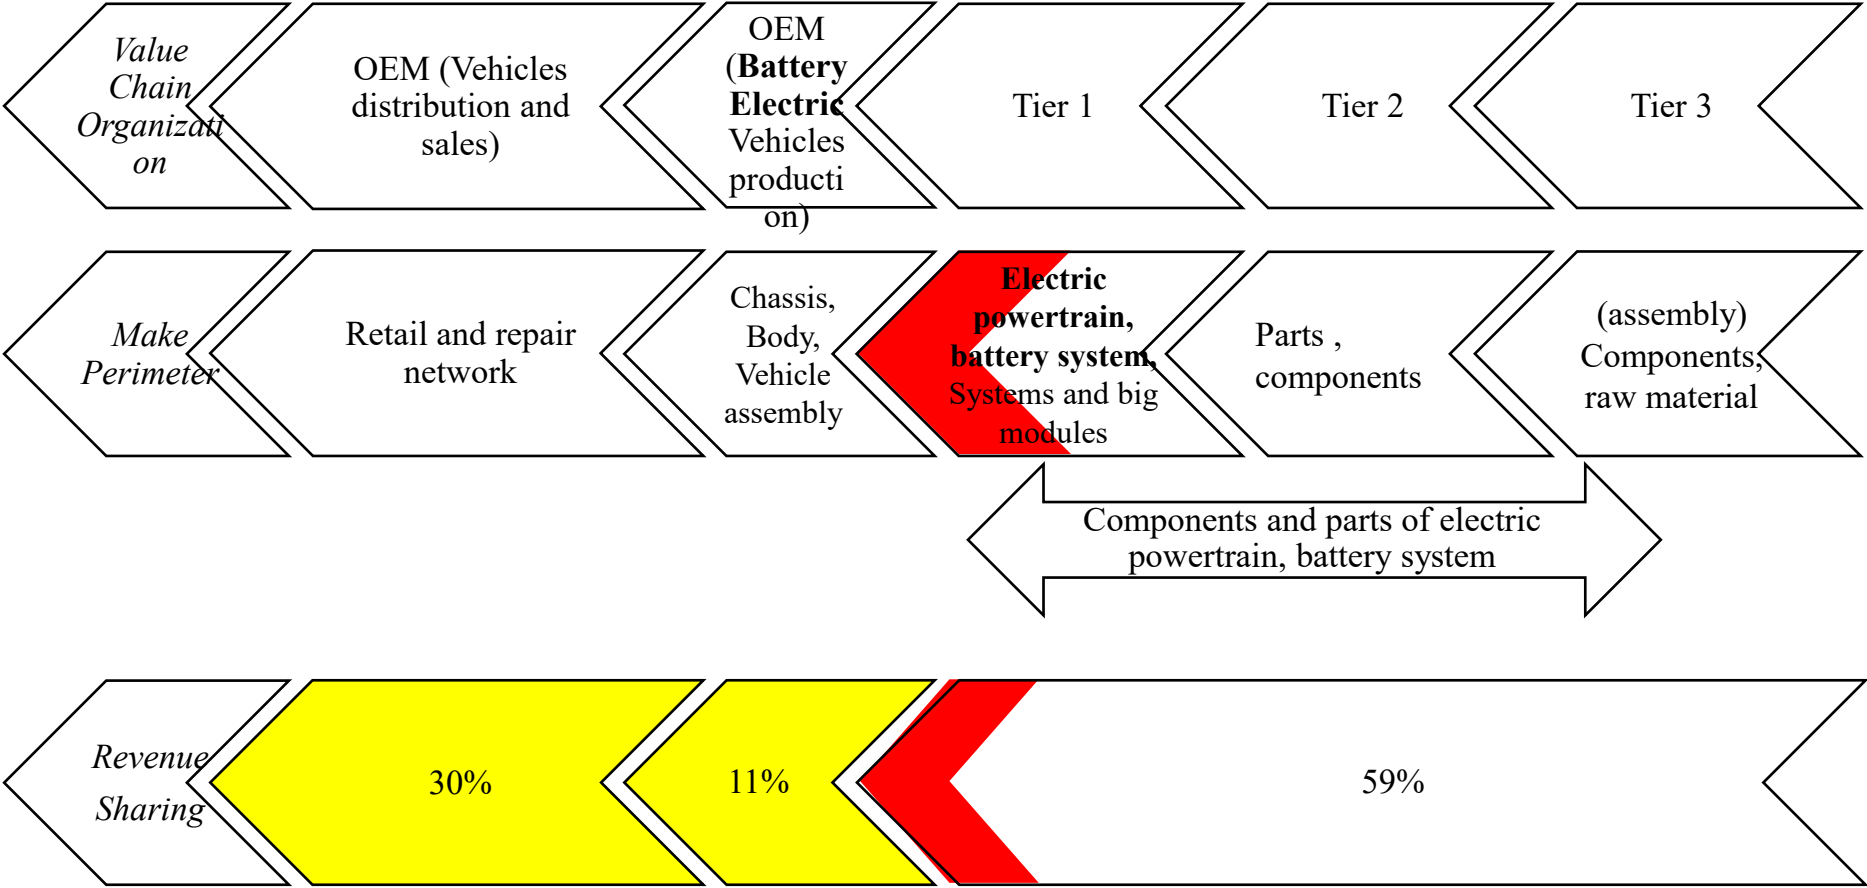 Value
Chain
Organizati
on
OEM (Vehicles
distribution and
sales)
OEM
(Battery
Electric
Vehicles
producti
on)
Tier 1
Tier 2
Tier 3
Make
Perimeter
Retail and repair
network
Chassis,
Body,
Vehicle
assembly
Electric
powertrain,
battery system,
Systems and big
modules
Parts ,
components
(assembly)
Components,
raw material
Components and parts of electric
powertrain, battery system
Revenue
Sharing
30%
11%
59%